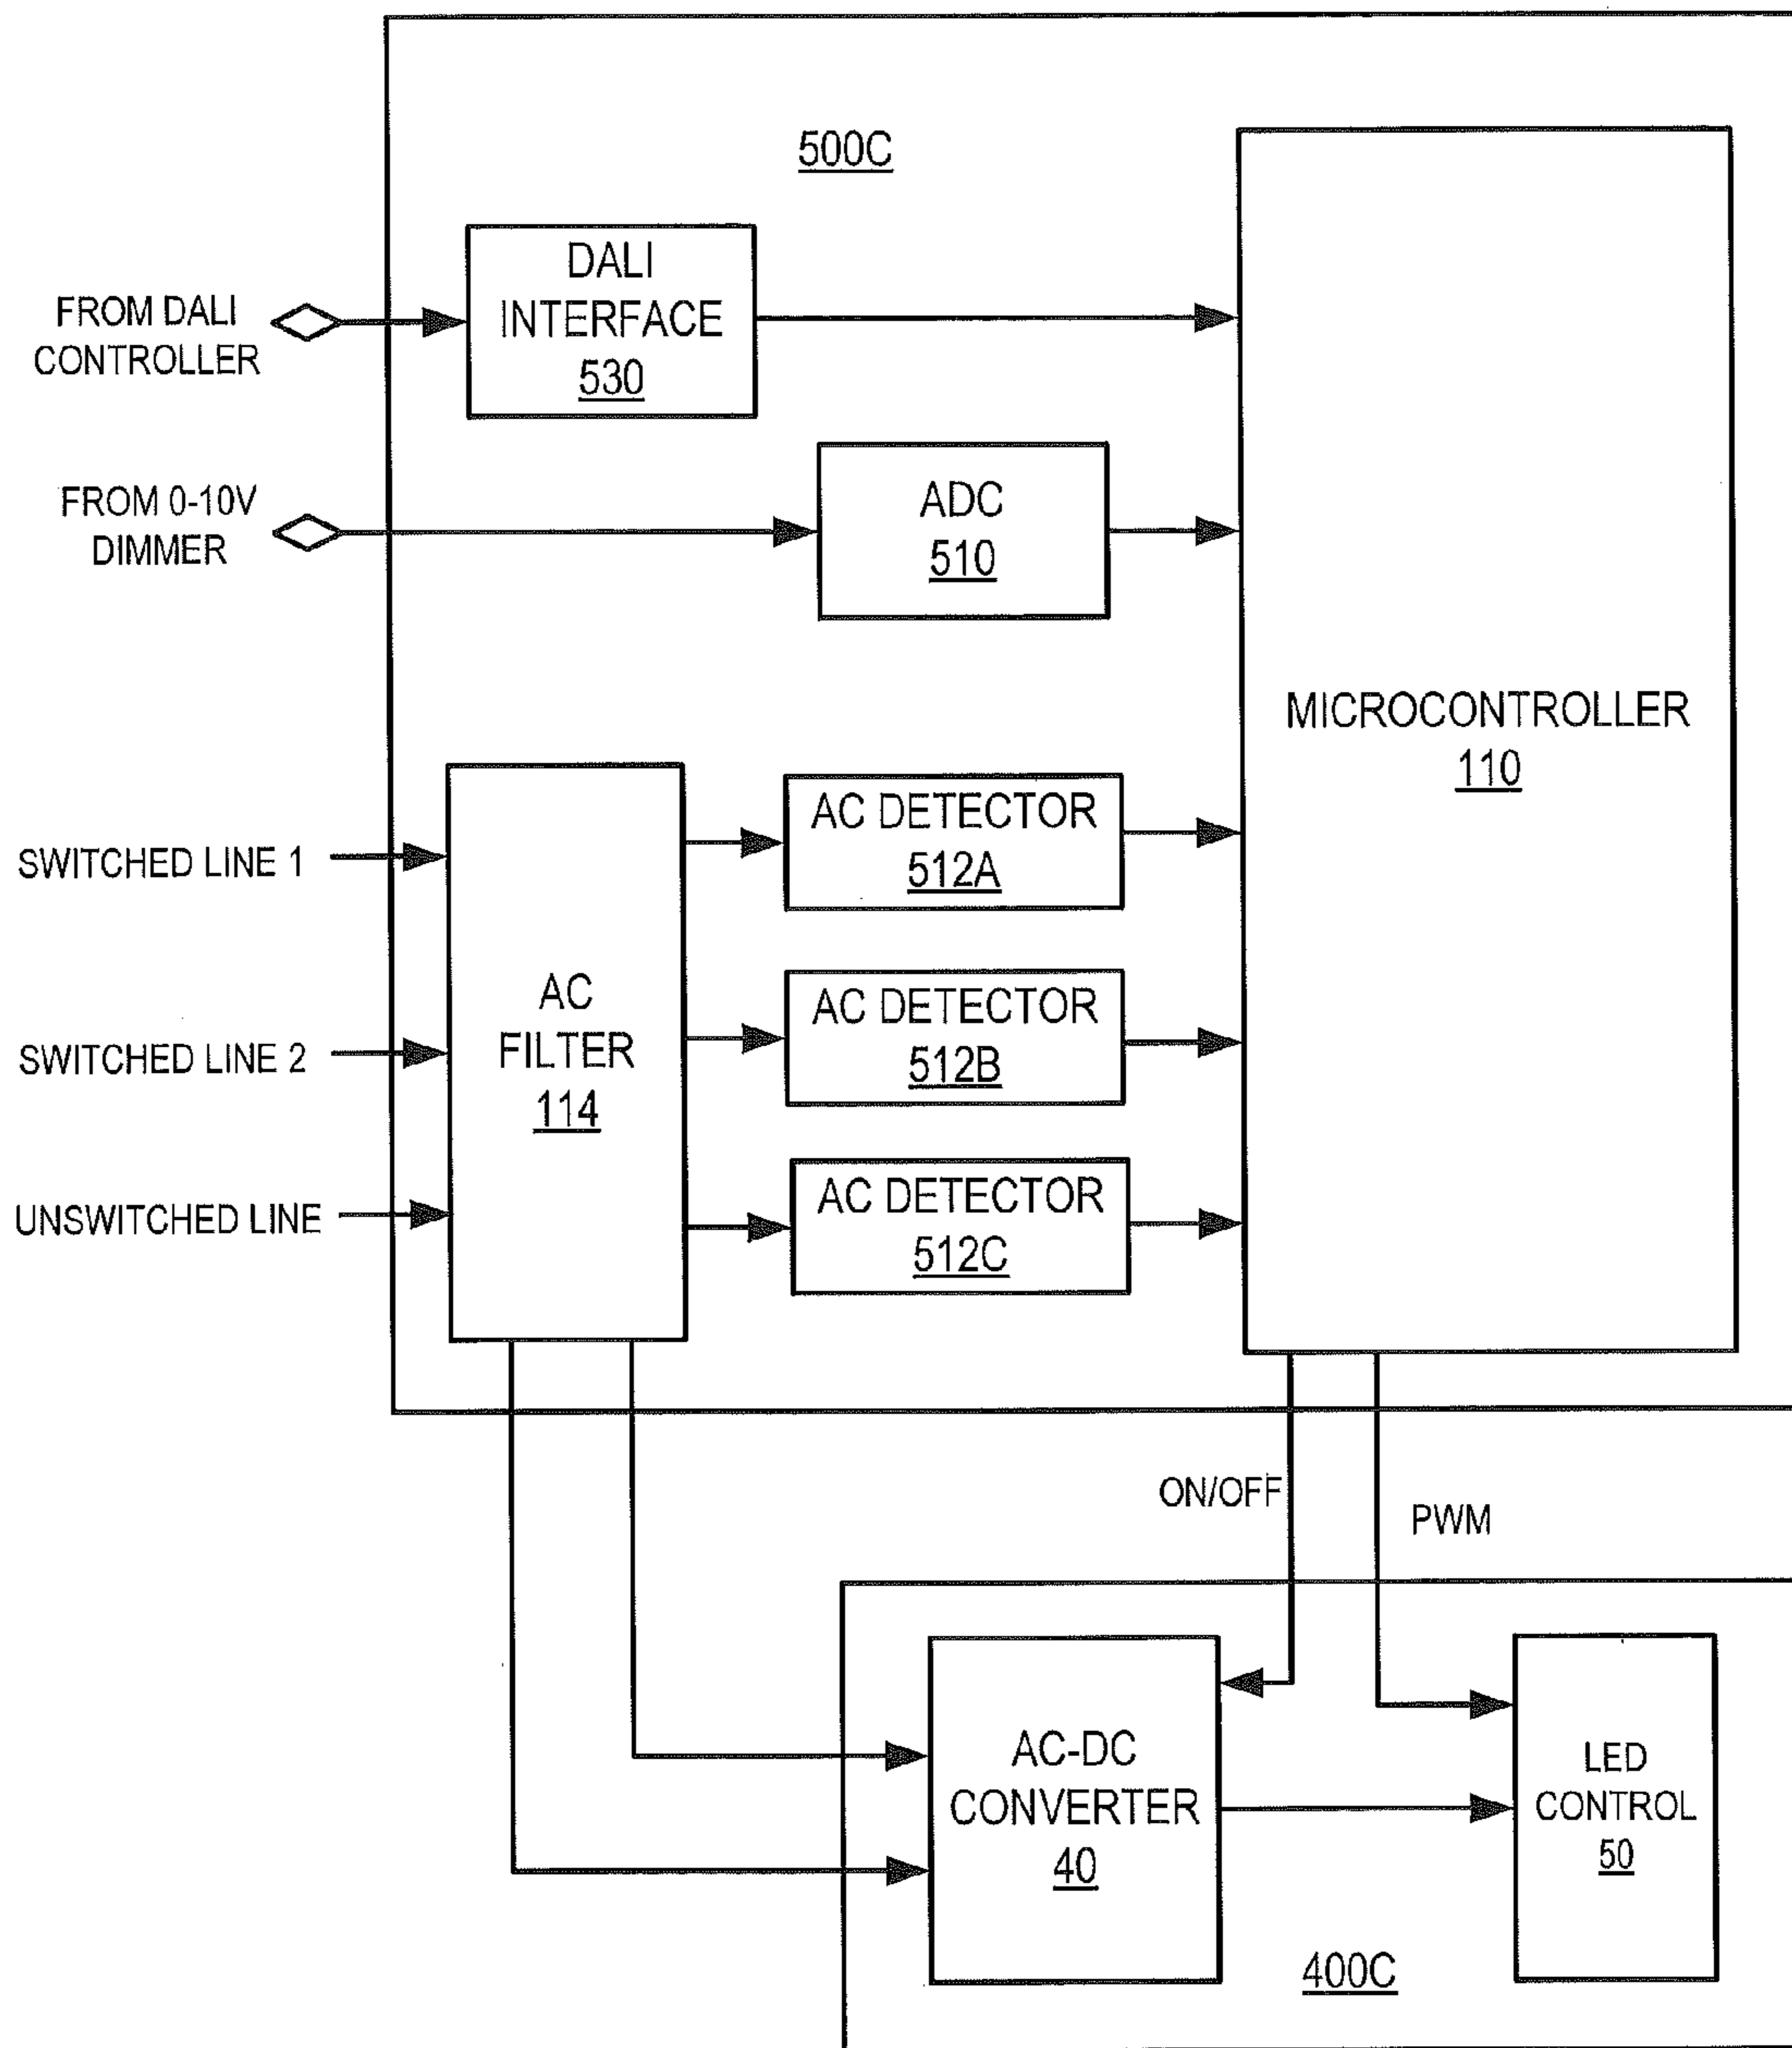 500C
DALI
INTERFACE
530
FROM DALI
CONTROLLER
FROM 0-10V
DIMMER
ADC
510
MICROCONTROLLER
110
SWITCHED LINE 1
SWITCHED LINE 2
UNSWITCHED LINE
AC
FILTER
114
AC DETECTOR
512A
AC DETECTOR
512B
AC DETECTOR
512C
ON/OFF
PWM
AC-DC
CONVERTER
40
LED
CONTROL
50
400C